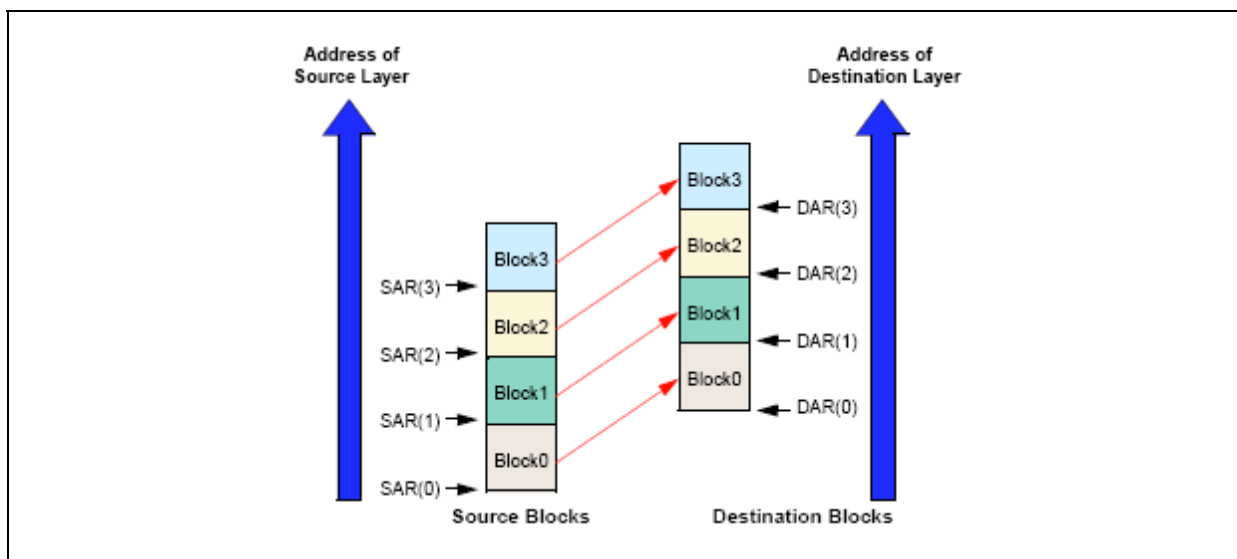 Address of
Source Layer
Address of
Destination Layer
Block3
DAR(3)
Block2
DAR(2)
Block1
DAR(1)
Block0
DAR(0)
Block3
SAR(3)
Block2
SAR(2)
Block1
SAR(1)
Block0
SAR(0)
Source Blocks
Destination Blocks